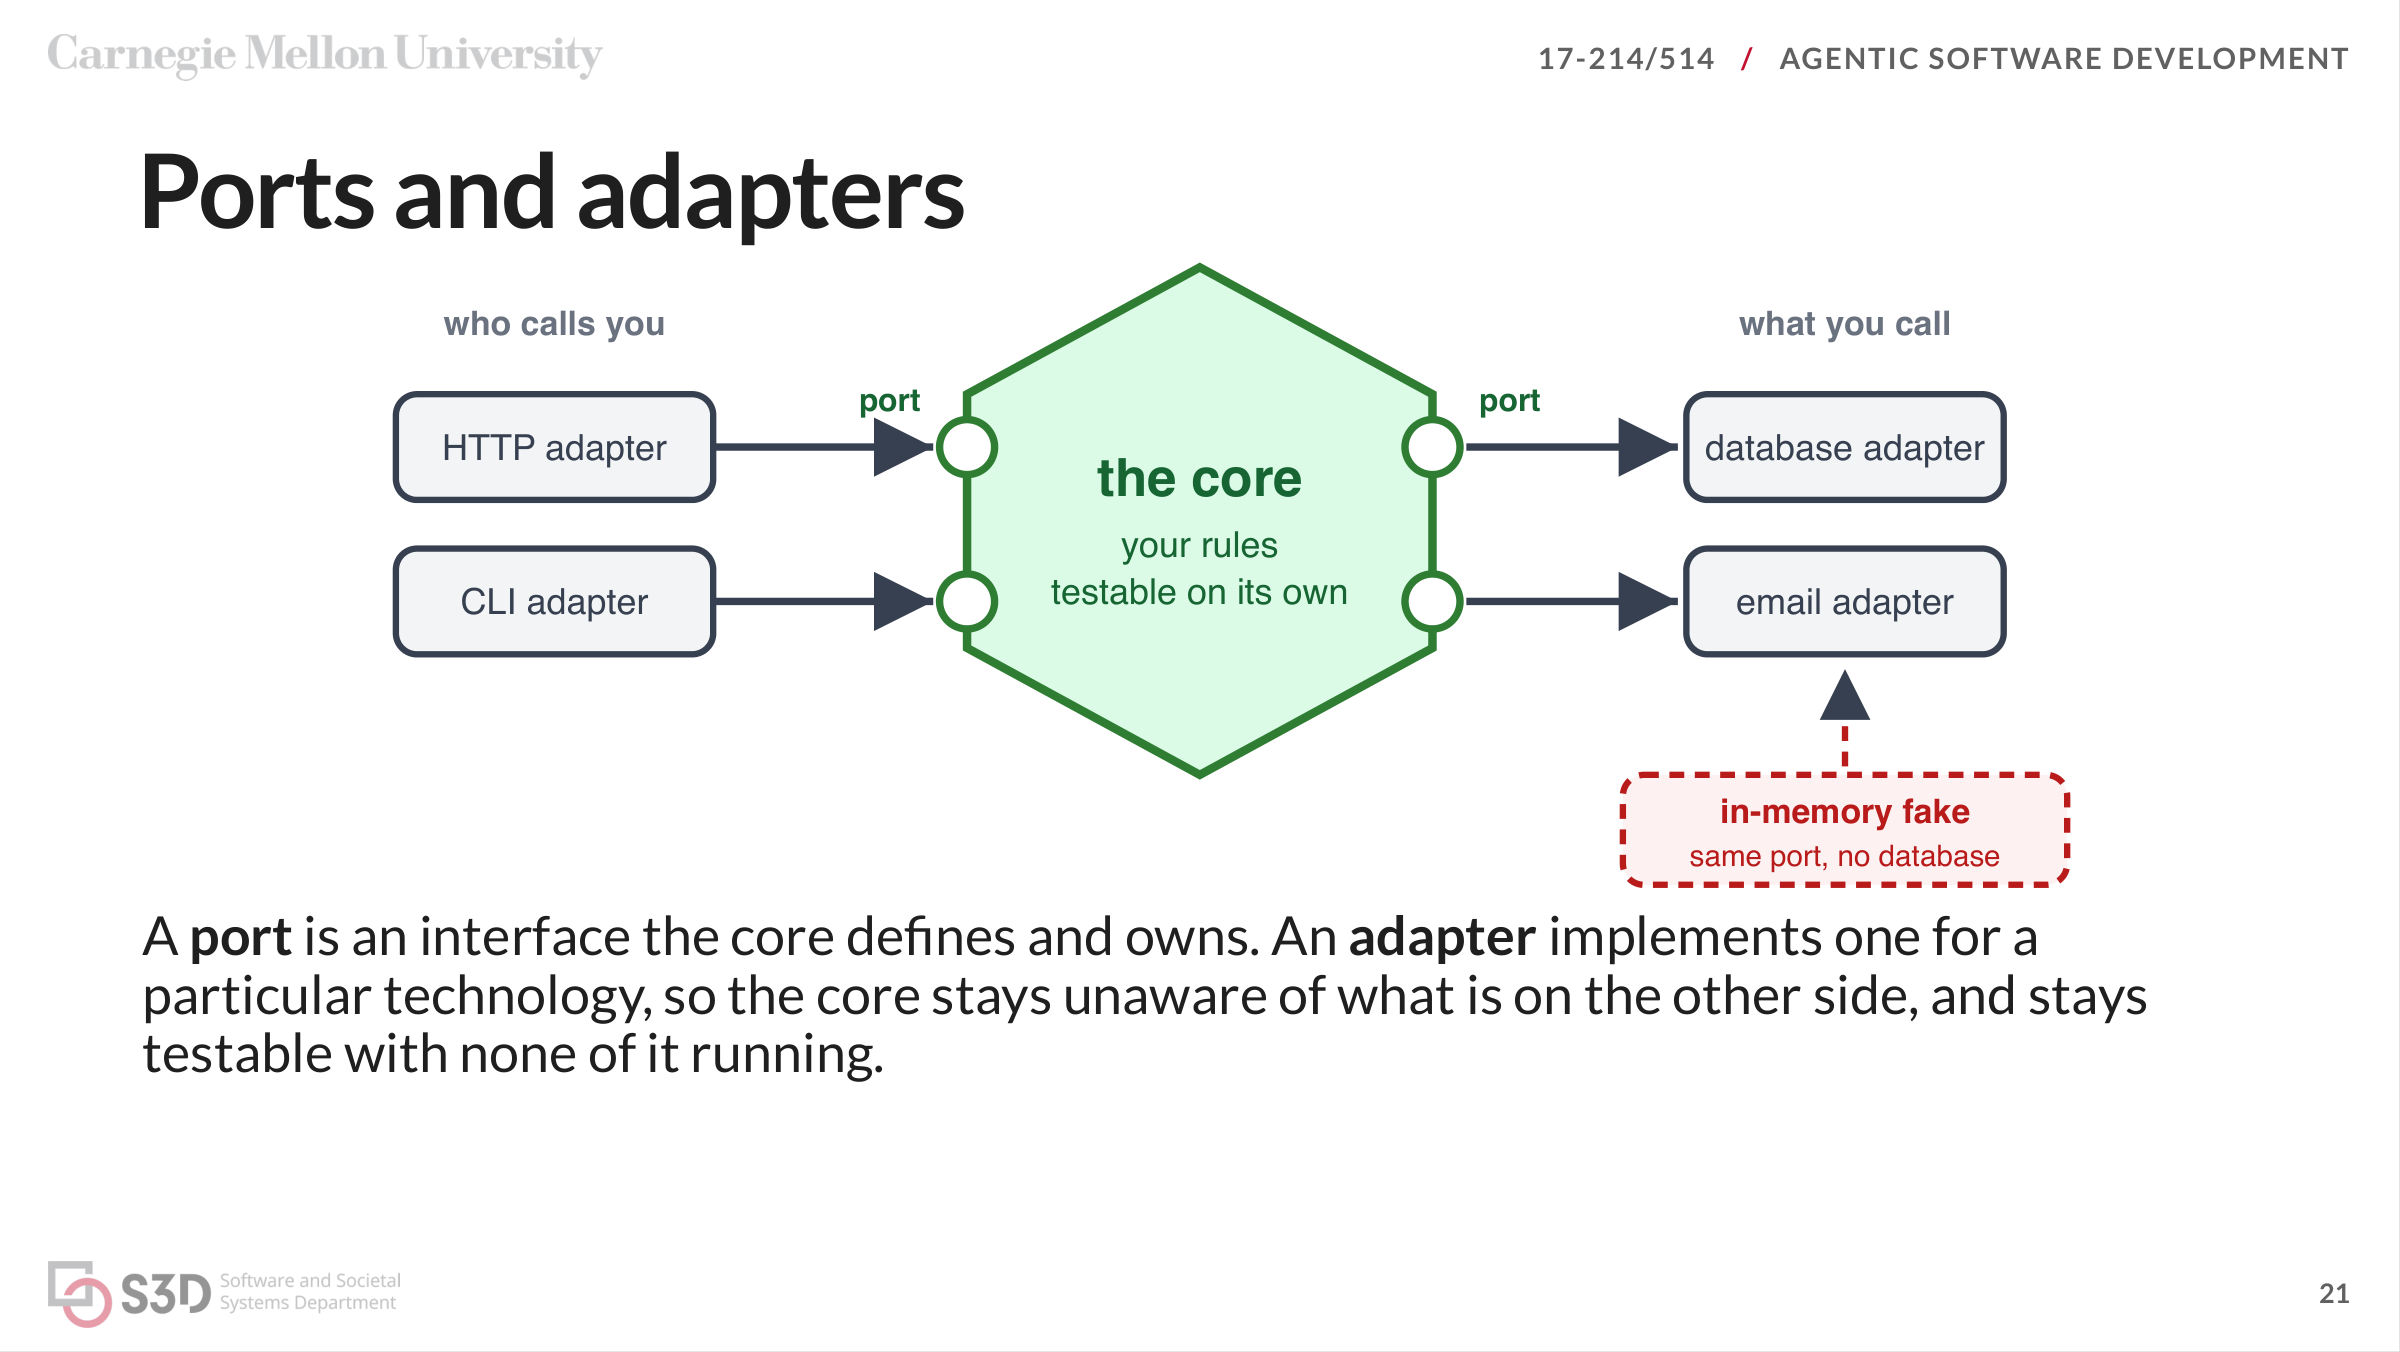 Carnegie Mellon University
17-214/514 / AGENTIC SOFTWARE DEVELOPMENT
Ports and adapters
who calls you
what you call
port
port
HTTP adapter
database adapter
the core
your rules
testable on its own
CLI adapter
email adapter
in-memory fake
same port, no database
A port is an interface the core defines and owns. An adapter implements one for a
particular technology, so the core stays unaware of what is on the other side, and stays
testable with none of it running.
S3D Software and Societal
Systems Department
21